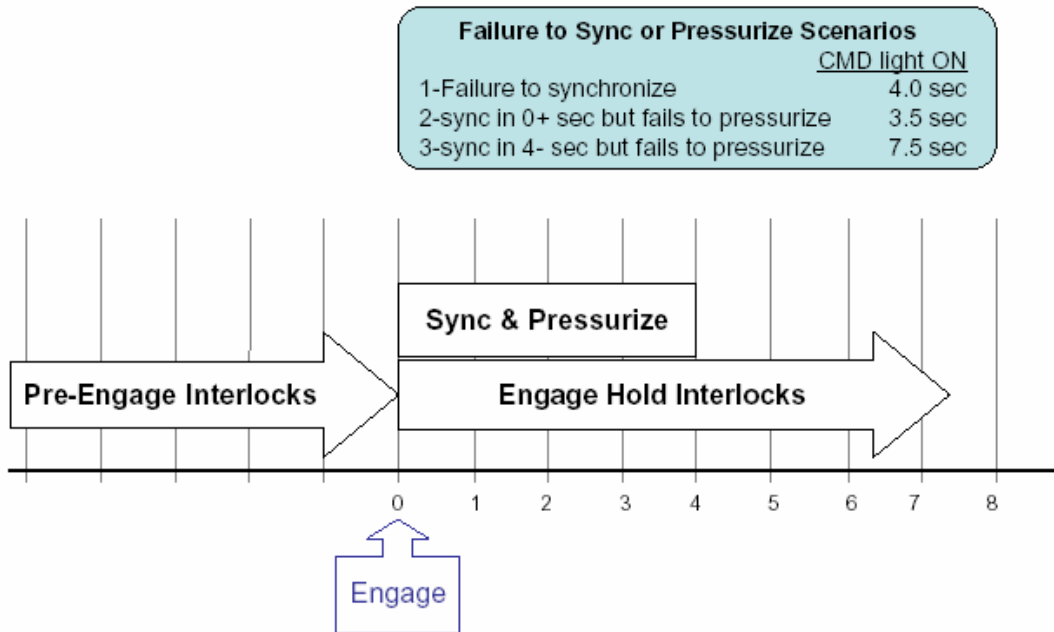 Failure to Sync or Pressurize Scenarios
CMD light ON
1-Failure to synchronize 4.0 sec
2-sync in 0+ sec but fails to pressurize 3.5 sec
3-sync in 4- sec but fails to pressurize 7.5 sec
Sync & Pressurize
Pre-Engage Interlocks
Engage Hold Interlocks
0 1 2 3 4 5 6 7 8
Engage